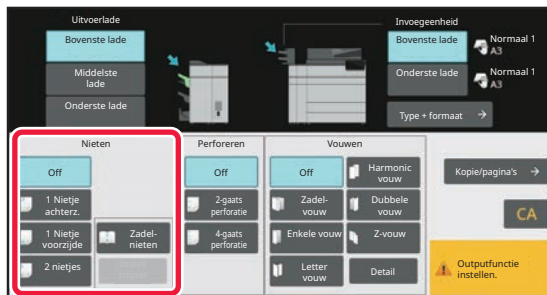 Uitvoerlade
Bovenste lade
Middelste
lade
Onderste lade
Invoegeenheid
Bovenste lade
Normaal 1
A3
Onderste lade
Normaal 1
A3
Type + formaat
Nieten
Off
1 Nietje
achterz.
1 Nietje
voorzijde
2 nietjes
Zadel-
nieten
Perforeren
Off
2-gaats
perforatie
4-gaats
perforatie
Vouwen
Off
Zadel-
vouw
Enkele vouw
Letter
vouw
Harmonic
vouw
Dubbele
vouw
Z-vouw
Detail
Kopie/pagina's
CA
Outputfunctie
instellen.